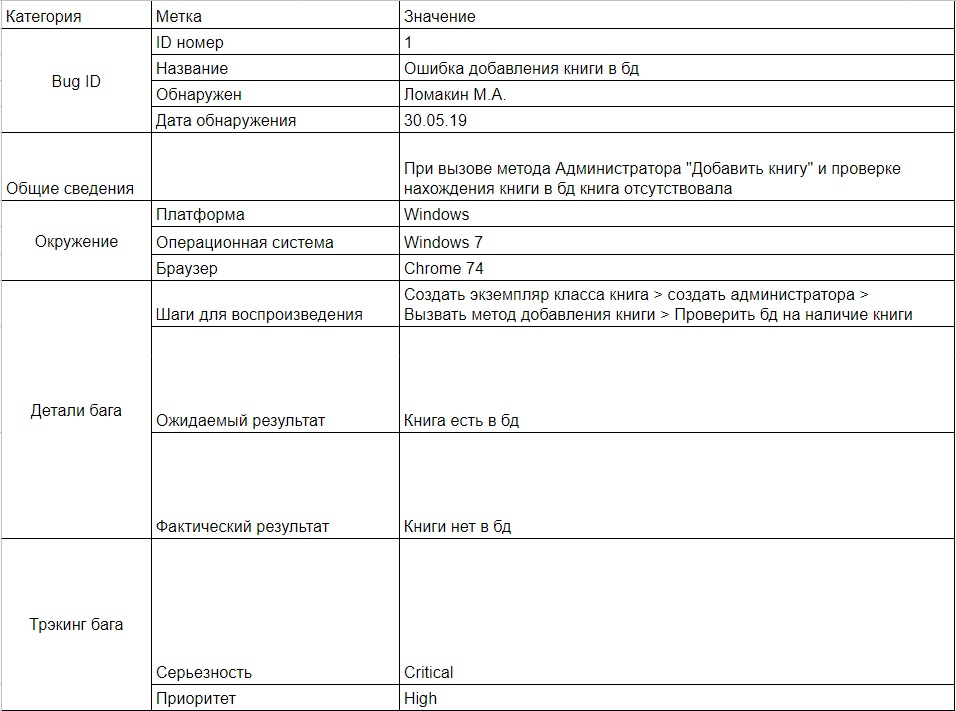 Категория Метка Значение
Bug ID
ID номер 1
Название Ошибка добавления книги в бд
Обнаружен Ломакин М.А.
Дата обнаружения 30.05.19
Общие сведения
При вызове метода Администратора "Добавить книгу" и проверке
нахождения книги в бд книга отсутствовала
Окружение
Платформа Windows
Операционная система Windows 7
Браузер Chrome 74
Детали бага
Шаги для воспроизведения
Создать экземпляр класса книга > создать администратора >
Вызвать метод добавления книги > Проверить бд на наличие книги
Ожидаемый результат Книга есть в бд
Фактический результат Книги нет в бд
Трэкинг бага
Серьезность Critical
Приоритет High